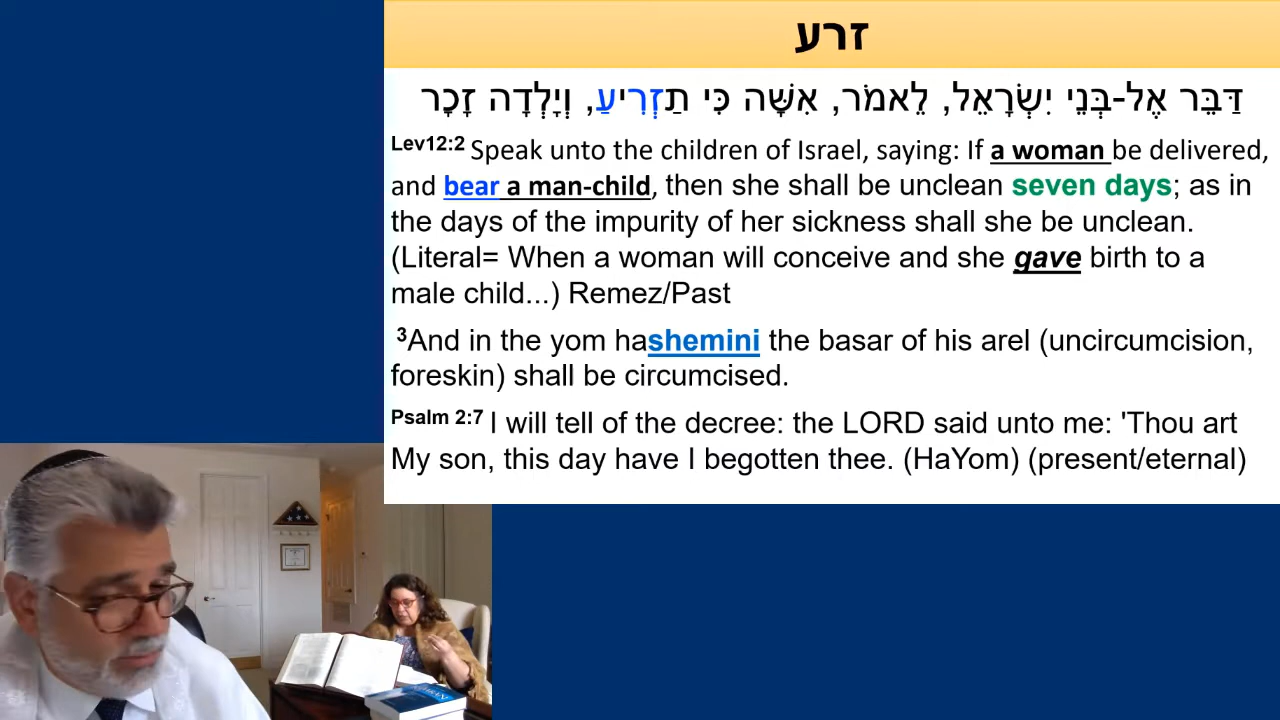 זרע
דַּבֵּר אֶל-בְּנֵי יִשְׂרָאֵל, לֵאמֹר, אִשָּׁה כִּי תַזְרִיעַ, וְיָלְדָה זָכָר
Lev12:2 Speak unto the children of Israel, saying: If a woman be delivered,
and bear a man-child, then she shall be unclean seven days; as in
the days of the impurity of her sickness shall she be unclean.
(Literal= When a woman will conceive and she gave birth to a
male child...) Remez/Past
3And in the yom hashemini the basar of his arel (uncircumcision,
foreskin) shall be circumcised.
Psalm 2:7 I will tell of the decree: the LORD said unto me: 'Thou art
My son, this day have I begotten thee. (HaYom) (present/eternal)